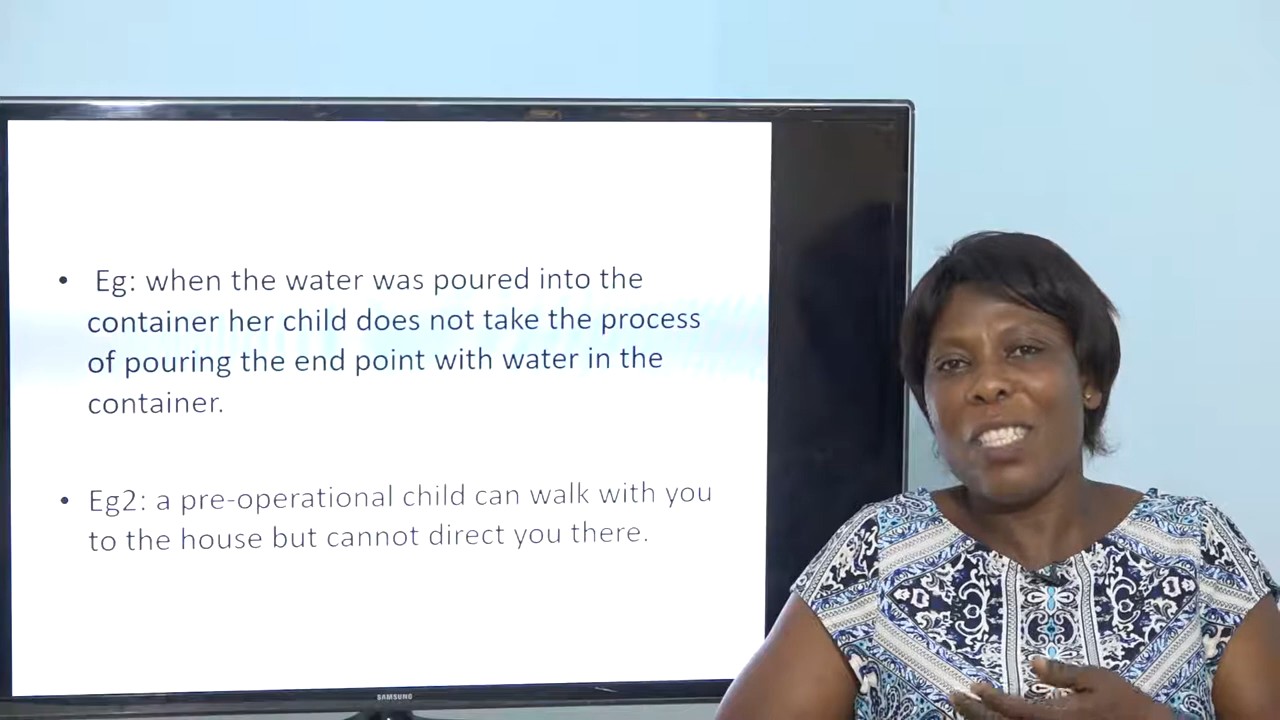 • Eg: when the water was poured into the
container her child does not take the process
of pouring the end point with water in the
container.
• Eg2: a pre-operational child can walk with you
to the house but cannot direct you there.
SAMSUNG